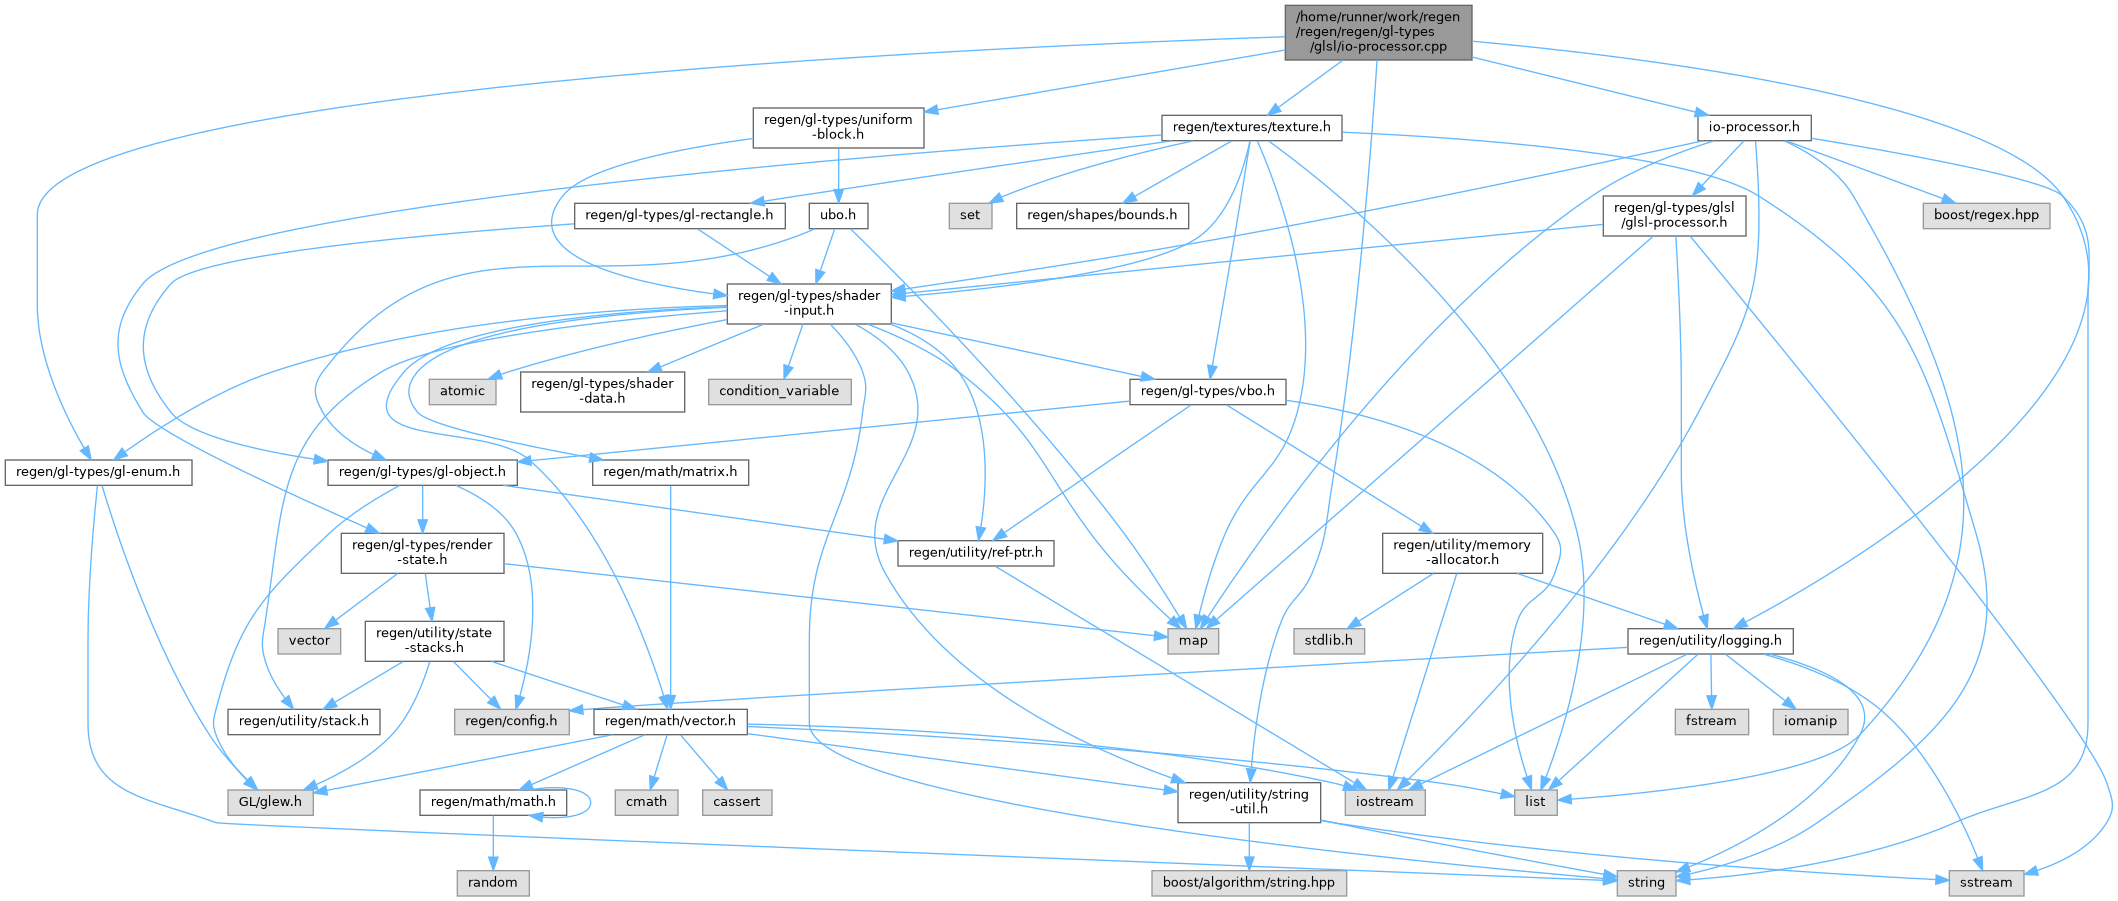 /home/runner/work/regen
/regen/regen/gl-types
/glsl/io-processor.cpp
regen/gl-types/uniform
-block.h
regen/textures/texture.h
io-processor.h
regen/gl-types/gl-rectangle.h
ubo.h
set
regen/shapes/bounds.h
regen/gl-types/glsl
/glsl-processor.h
boost/regex.hpp
regen/gl-types/shader
-input.h
atomic
regen/gl-types/shader
-data.h
condition_variable
regen/gl-types/vbo.h
regen/gl-types/gl-enum.h
regen/gl-types/gl-object.h
regen/math/matrix.h
regen/gl-types/render
-state.h
regen/utility/ref-ptr.h
regen/utility/memory
-allocator.h
vector
regen/utility/state
-stacks.h
map
stdlib.h
regen/utility/logging.h
regen/utility/stack.h
regen/config.h
regen/math/vector.h
fstream
iomanip
GL/glew.h
regen/math/math.h
cmath
cassert
regen/utility/string
-util.h
iostream
list
random
boost/algorithm/string.hpp
string
sstream